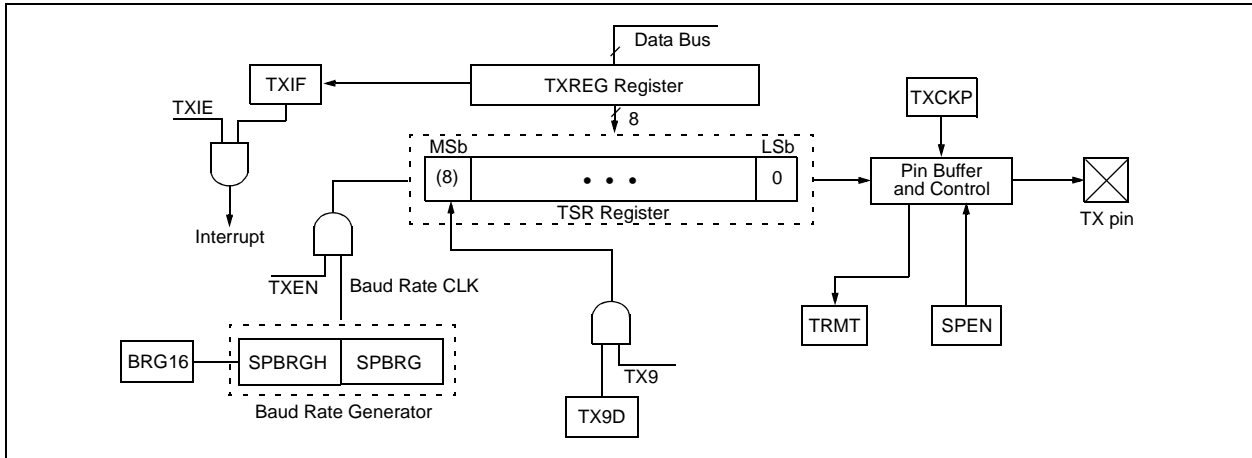 Data Bus
TXIF
TXREG Register
TXCKP
TXIE
8
MSb
LSb
(8)
• • •
0
Pin Buffer
and Control
TSR Register
TX pin
Interrupt
TXEN
Baud Rate CLK
TRMT
SPEN
BRG16
SPBRGH
SPBRG
TX9
Baud Rate Generator
TX9D